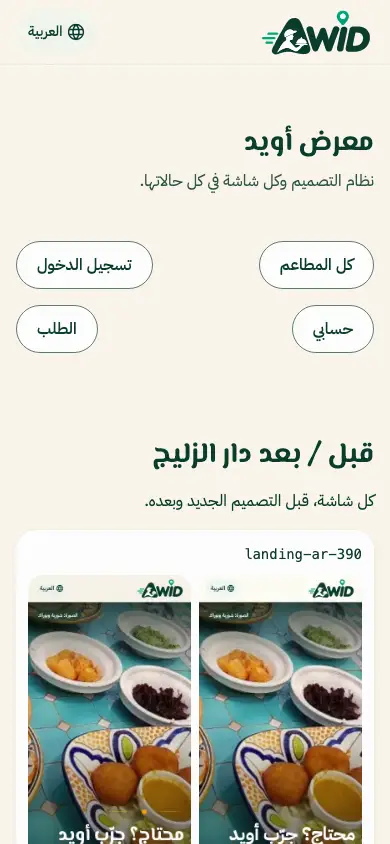 AWID
العربية
معرض أويد
نظام التصميم وكل شاشة في كل حالاتها.
كل المطاعم
تسجيل الدخول
حسابي
الطلب
قبل / بعد دار الزليج
كل شاشة، قبل التصميم الجديد وبعده.
landing-ar-390
AWID
العربية
محتاج؟ جرّب أويد
AWID
العربية
محتاج؟ جرّب أويد